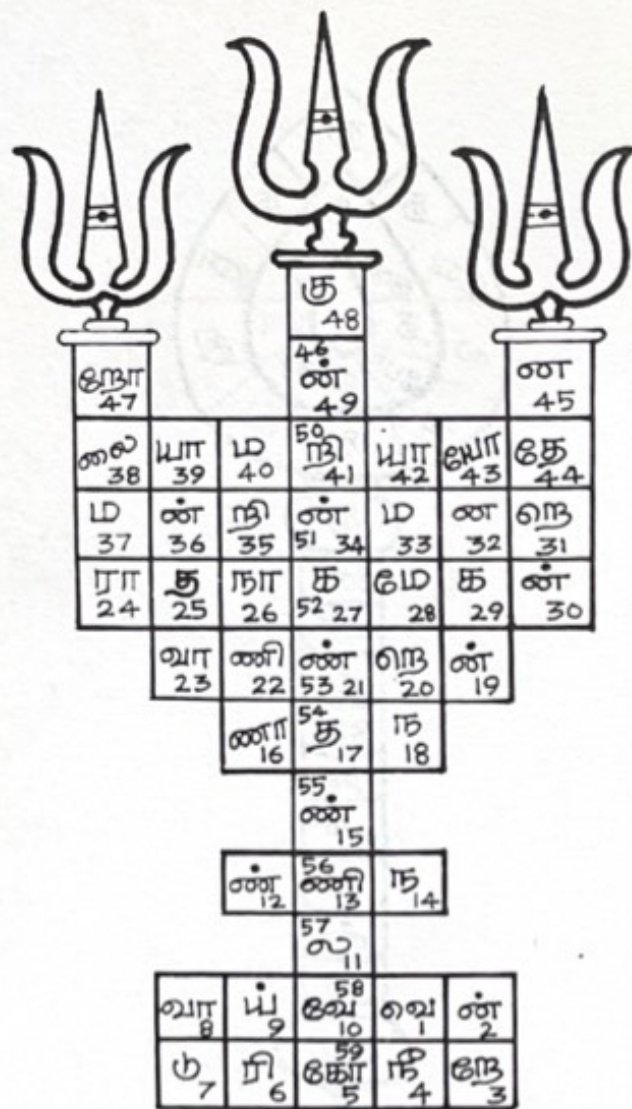 கு 48
46 ன் 49
றோ 47 ன 45
லை 38 யா 39 ம 40 50 றி 41 யா 42 யோ 43 தே 44
ம 37 ன் 36 றி 35 ண் 51 34 ம 33 ன 32 றெ 31
ரா 24 த 25 நா 26 க 52 27 மே 28 க 29 ன் 30
வா 23 ணி 22 ண் 53 21 றெ 20 ன் 19
ணா 16 54 த 17 ந 18
55 ண் 15
ண் 12 56 ணி 13 ந 14
57 ல 11
வா 8 ய் 9 58 வே 10 வெ 1 ன் 2
டு 7 ரி 6 59 கோ 5 நீ 4 றே 3